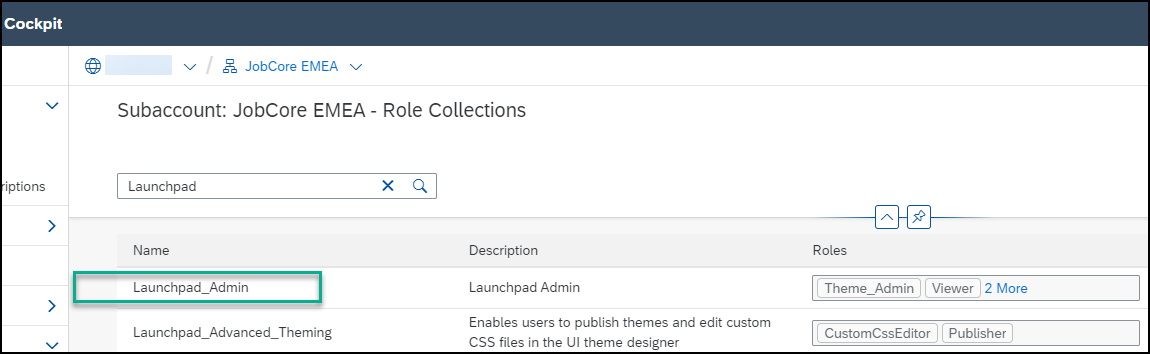 Cockpit
/ JobCore EMEA
Subaccount: JobCore EMEA - Role Collections
riptions
Launchpad
Name Description Roles
Launchpad_Admin Launchpad Admin Theme_Admin Viewer 2 More
Launchpad_Advanced_Theming Enables users to publish themes and edit custom CustomCssEditor Publisher
CSS files in the UI theme designer